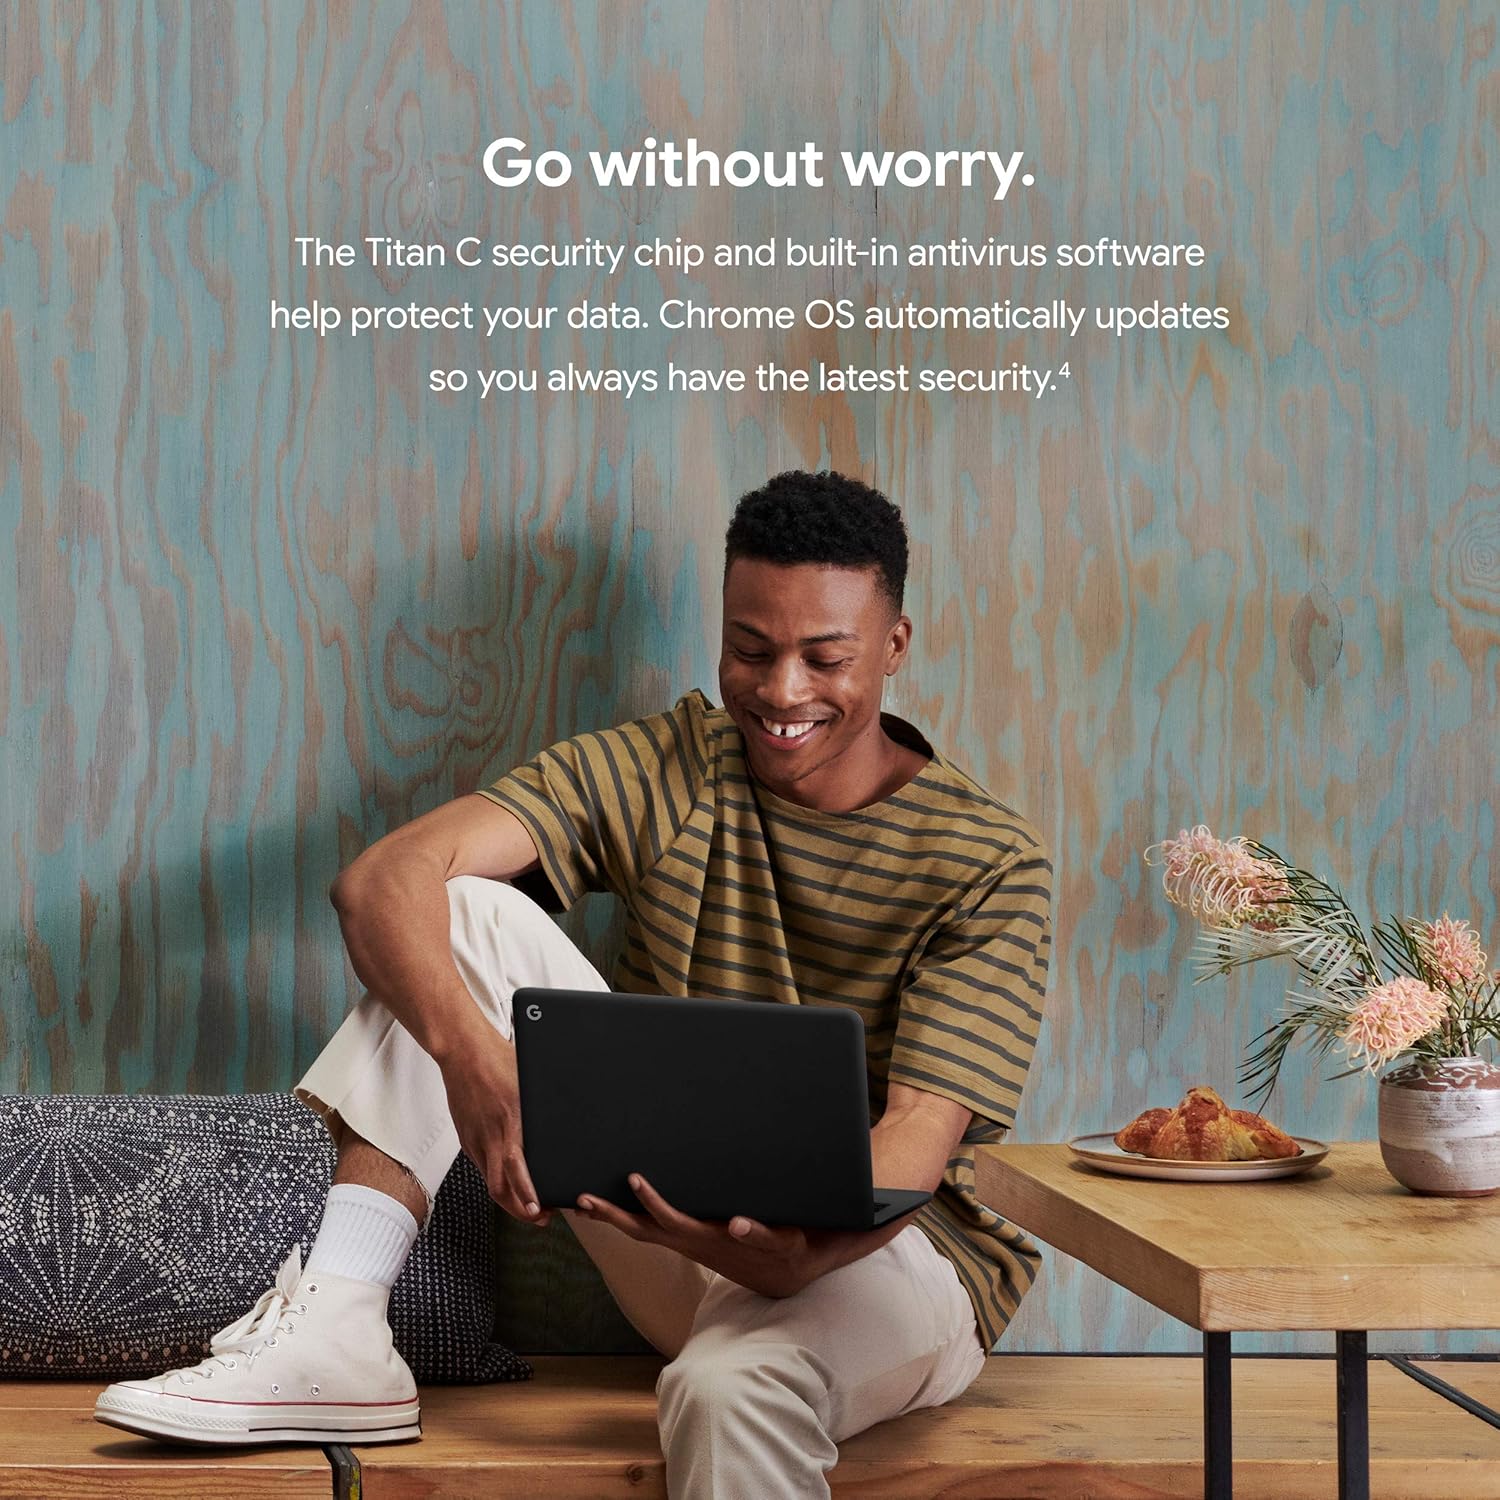 Go without worry.
The Titan C security chip and built-in antivirus software
help protect your data. Chrome OS automatically updates
so you always have the latest security.⁴
G